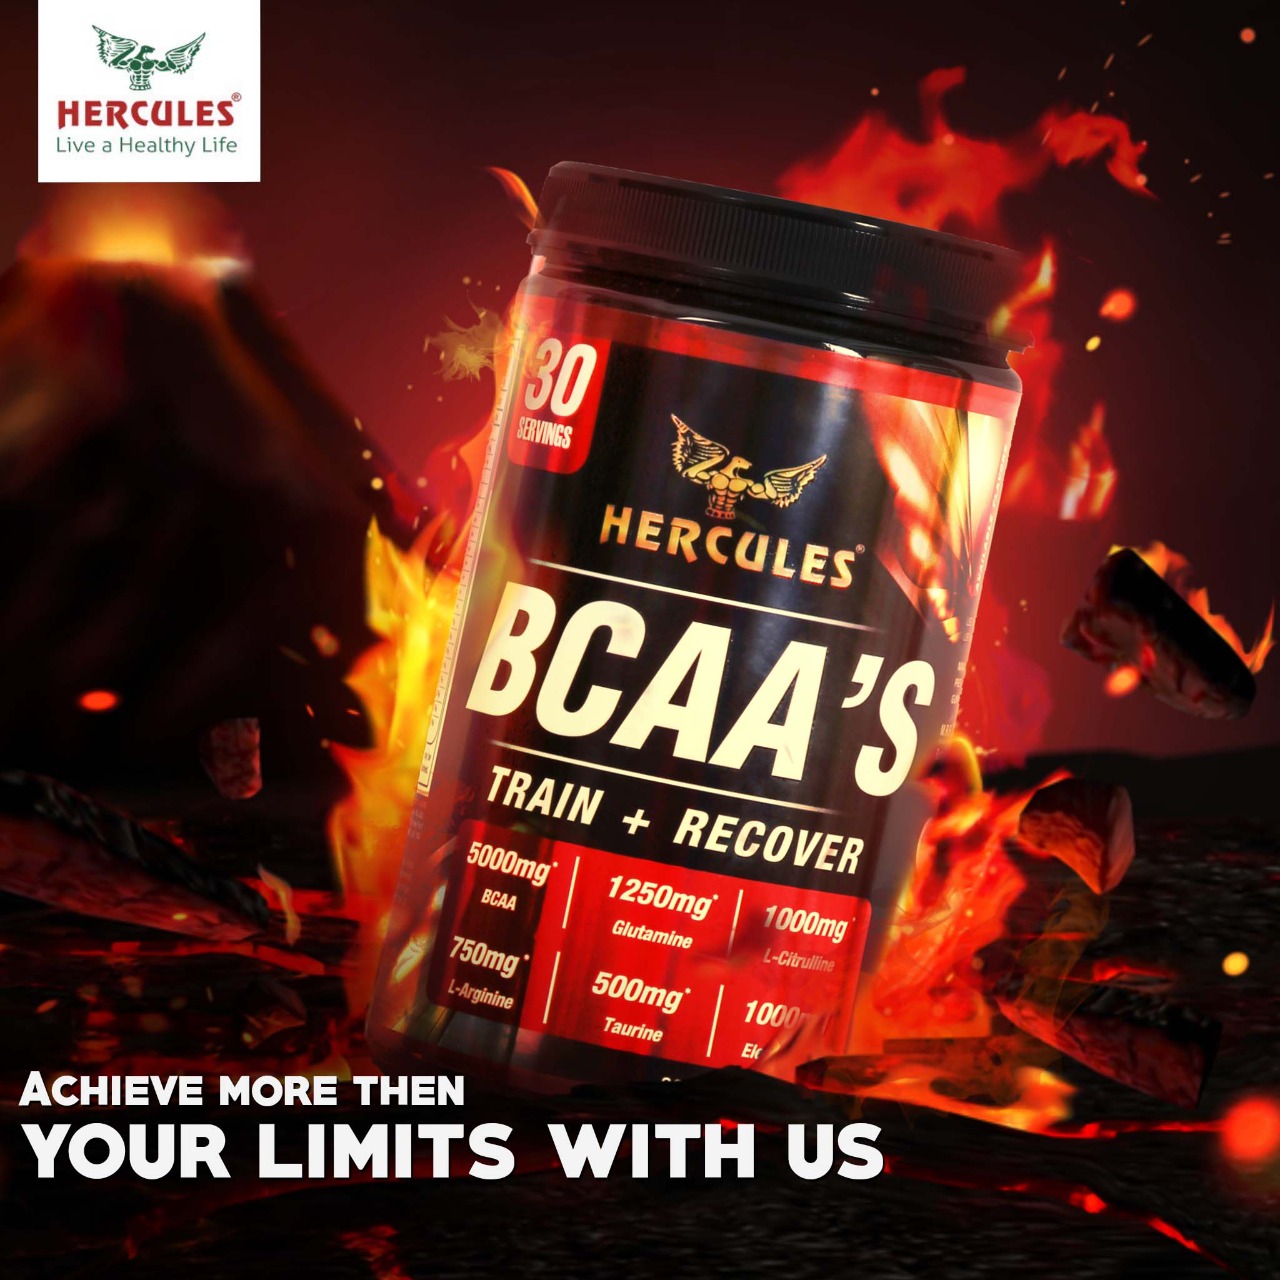 HERCULES®
Live a Healthy Life
30
SERVINGS
HERCULES®
BCAA'S
TRAIN + RECOVER
5000mg* 1250mg* 1000mg*
BCAA Glutamine L-Citrulline
750mg* 500mg* 1000
L-Arginine Taurine
ACHIEVE MORE THEN
YOUR LIMITS WITH US